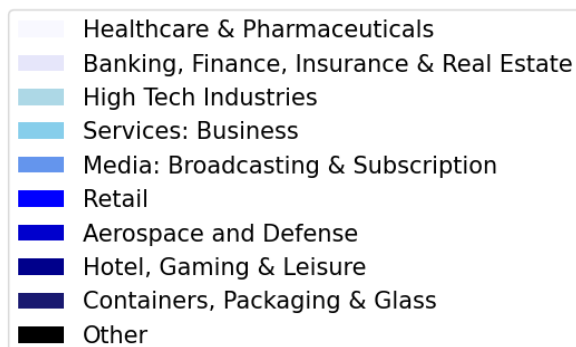 Healthcare & Pharmaceuticals
Banking, Finance, Insurance & Real Estate
High Tech Industries
Services: Business
Media: Broadcasting & Subscription
Retail
Aerospace and Defense
Hotel, Gaming & Leisure
Containers, Packaging & Glass
Other